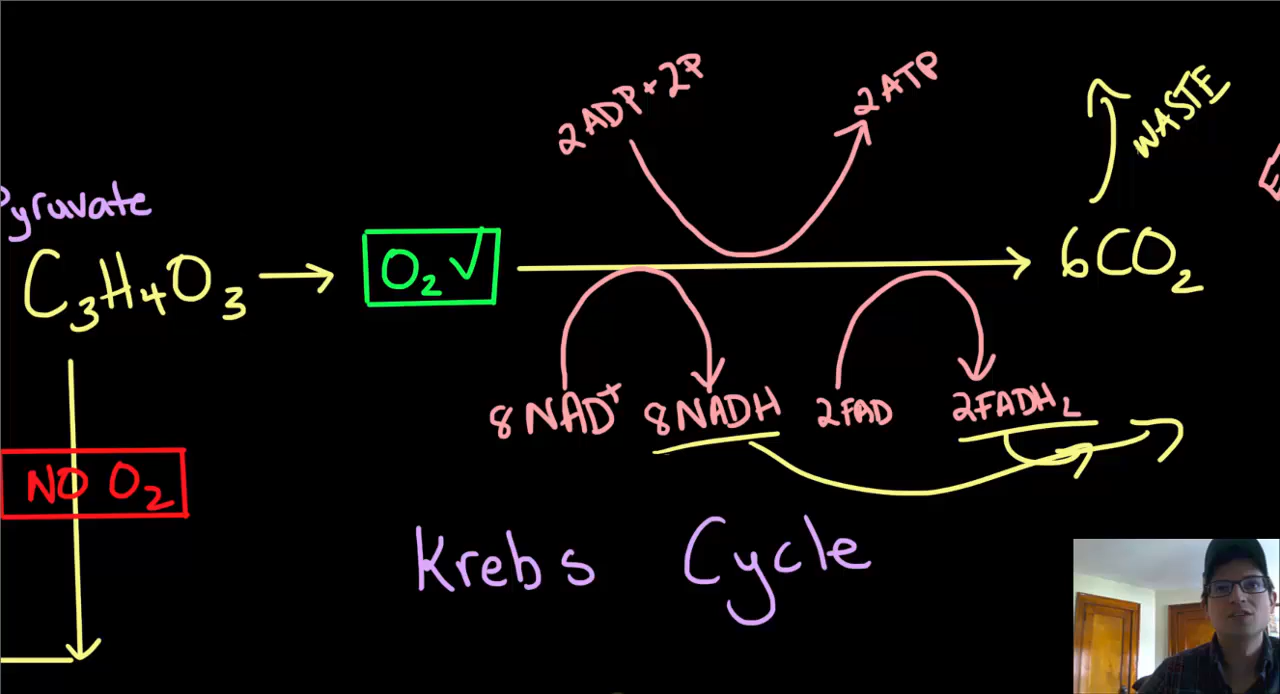 2ADP+2P
2ATP
WASTE
Pyruvate
C₃H₄O₃ → O₂ ✓ → 6CO₂
8NAD⁺ 8NADH 2FAD 2FADH₂
NO O₂
Krebs Cycle